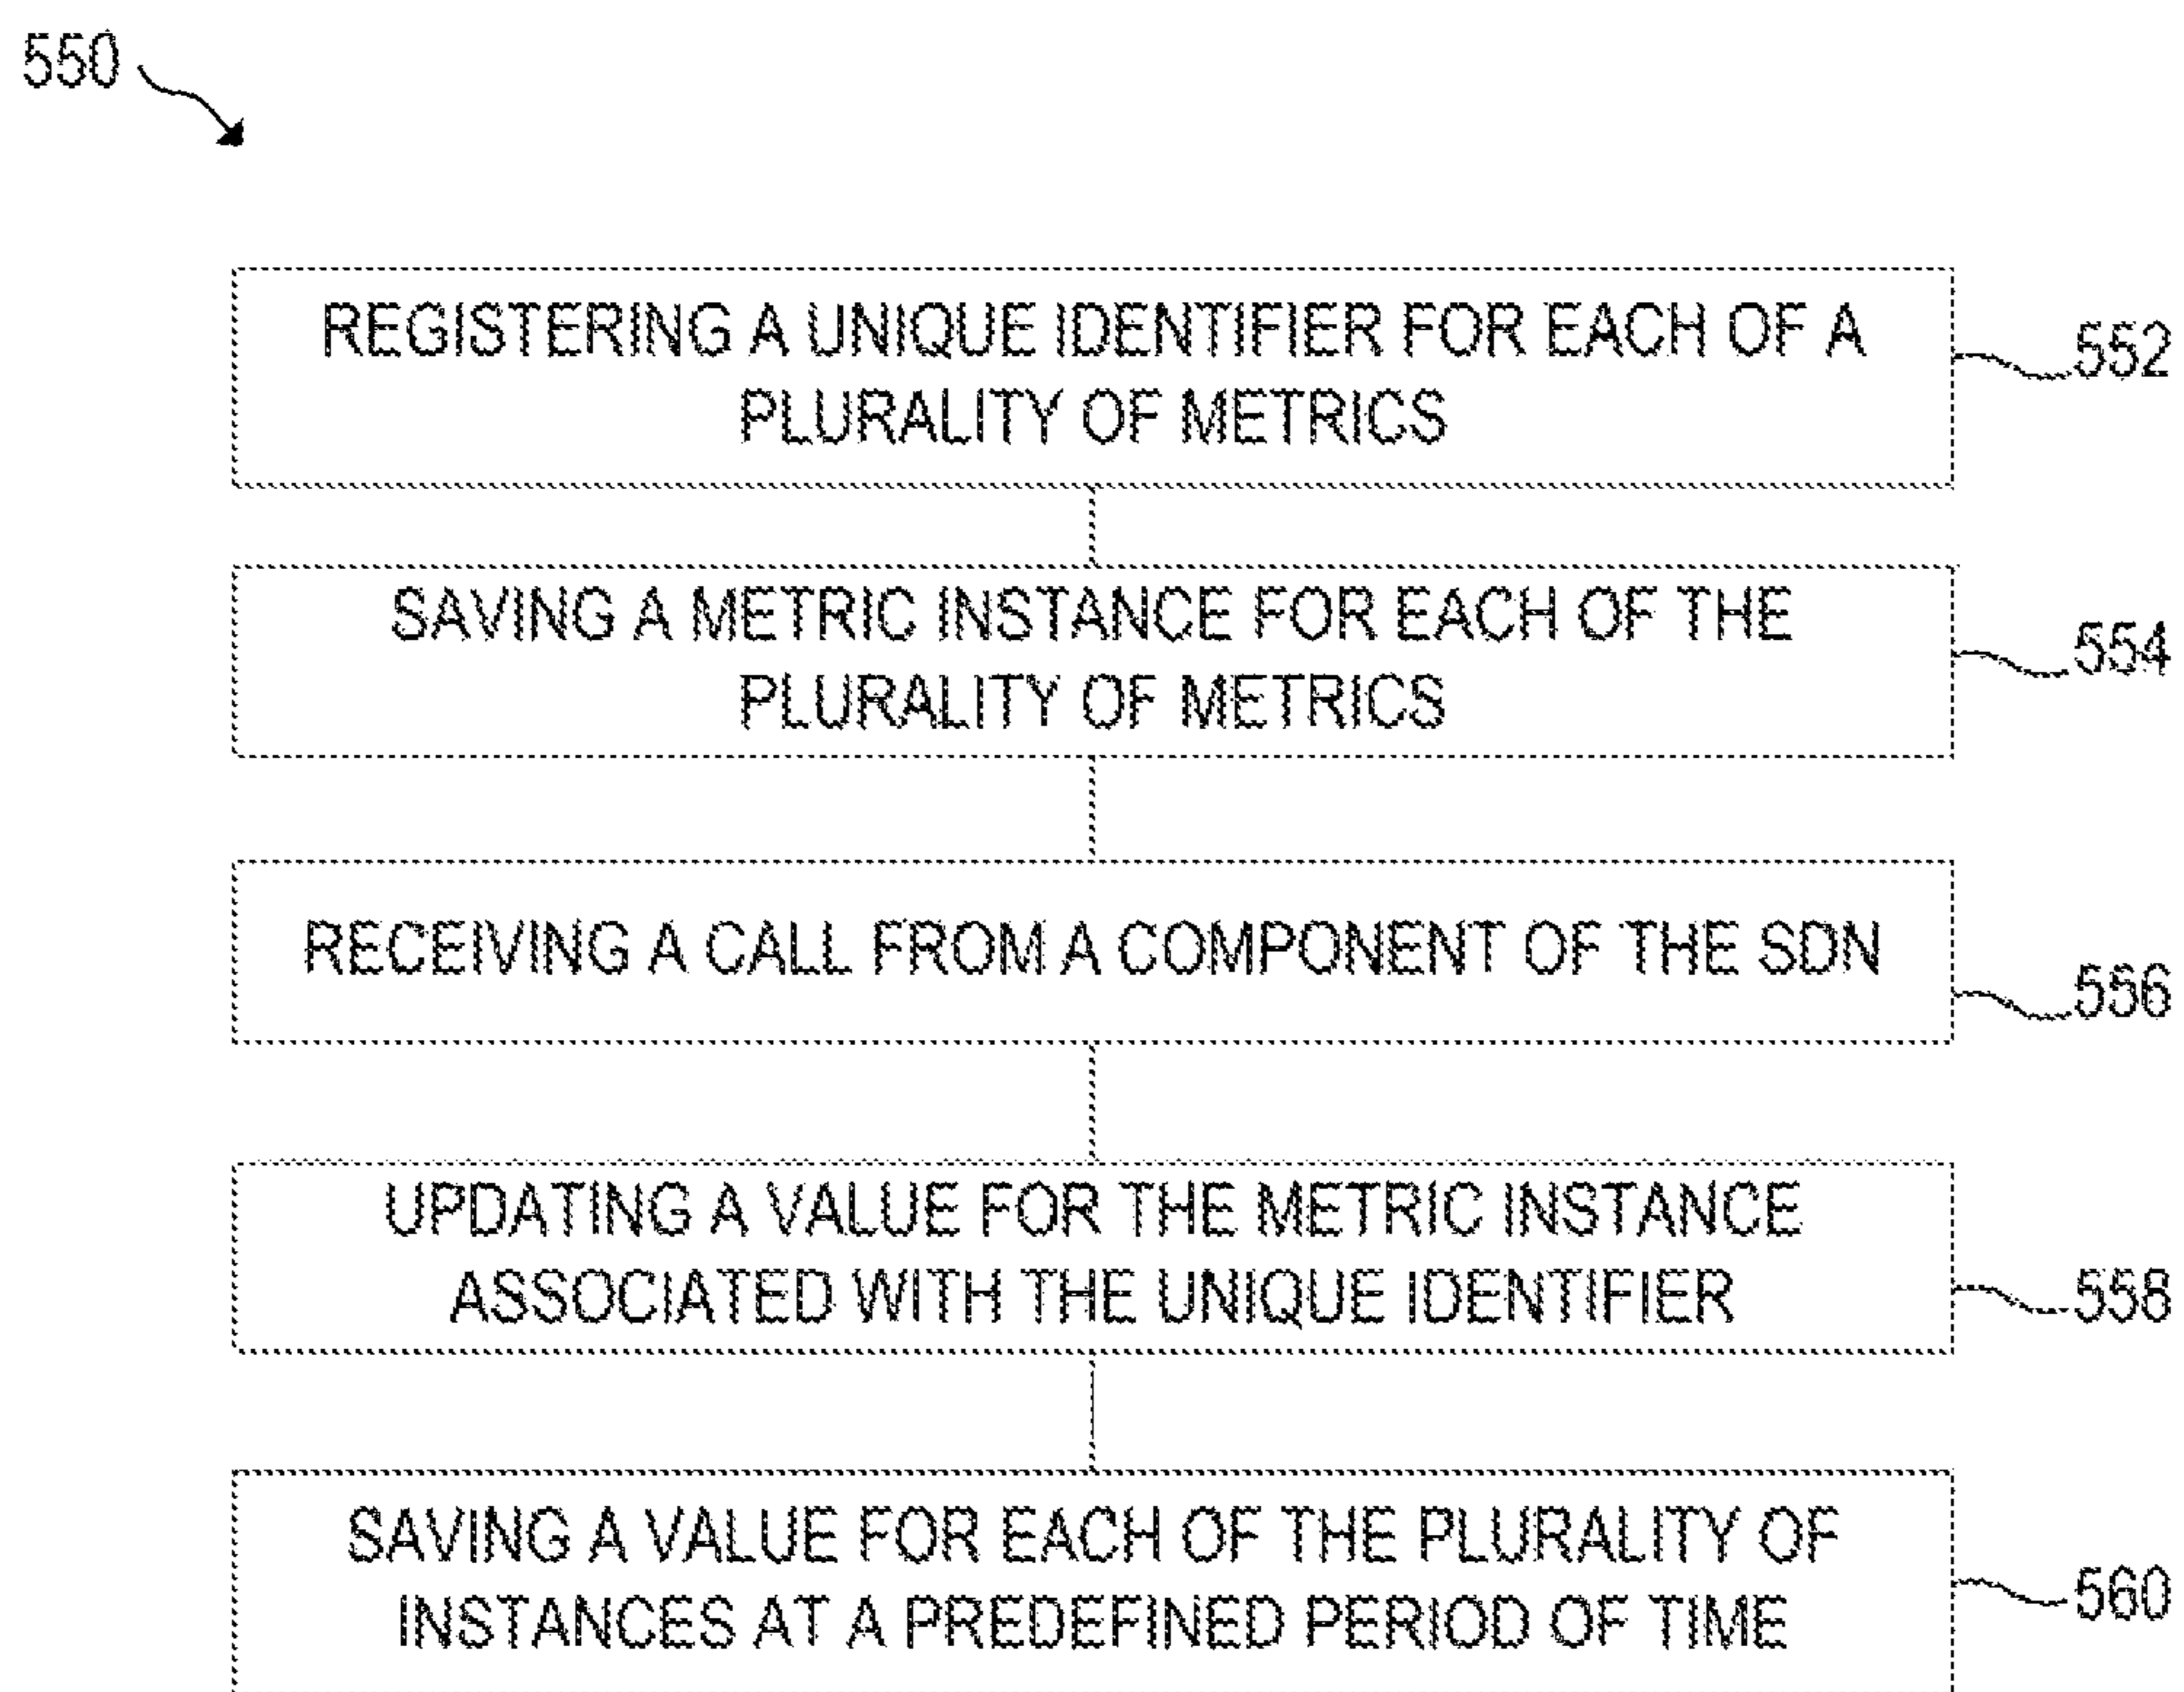 550
REGISTERING A UNIQUE IDENTIFIER FOR EACH OF A
PLURALITY OF METRICS
552
SAVING A METRIC INSTANCE FOR EACH OF THE
PLURALITY OF METRICS
554
RECEIVING A CALL FROM A COMPONENT OF THE SDN
556
UPDATING A VALUE FOR THE METRIC INSTANCE
ASSOCIATED WITH THE UNIQUE IDENTIFIER
558
SAVING A VALUE FOR EACH OF THE PLURALITY OF
INSTANCES AT A PREDEFINED PERIOD OF TIME
560